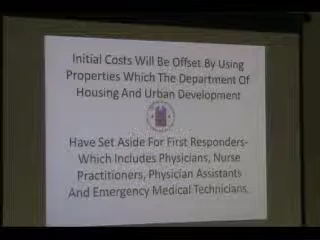 Initial Costs Will Be Offset By Using
Properties Which The Department Of
Housing And Urban Development
Have Set Aside For First Responders-
Which Includes Physicians, Nurse
Practitioners, Physician Assistants
And Emergency Medical Technicians.